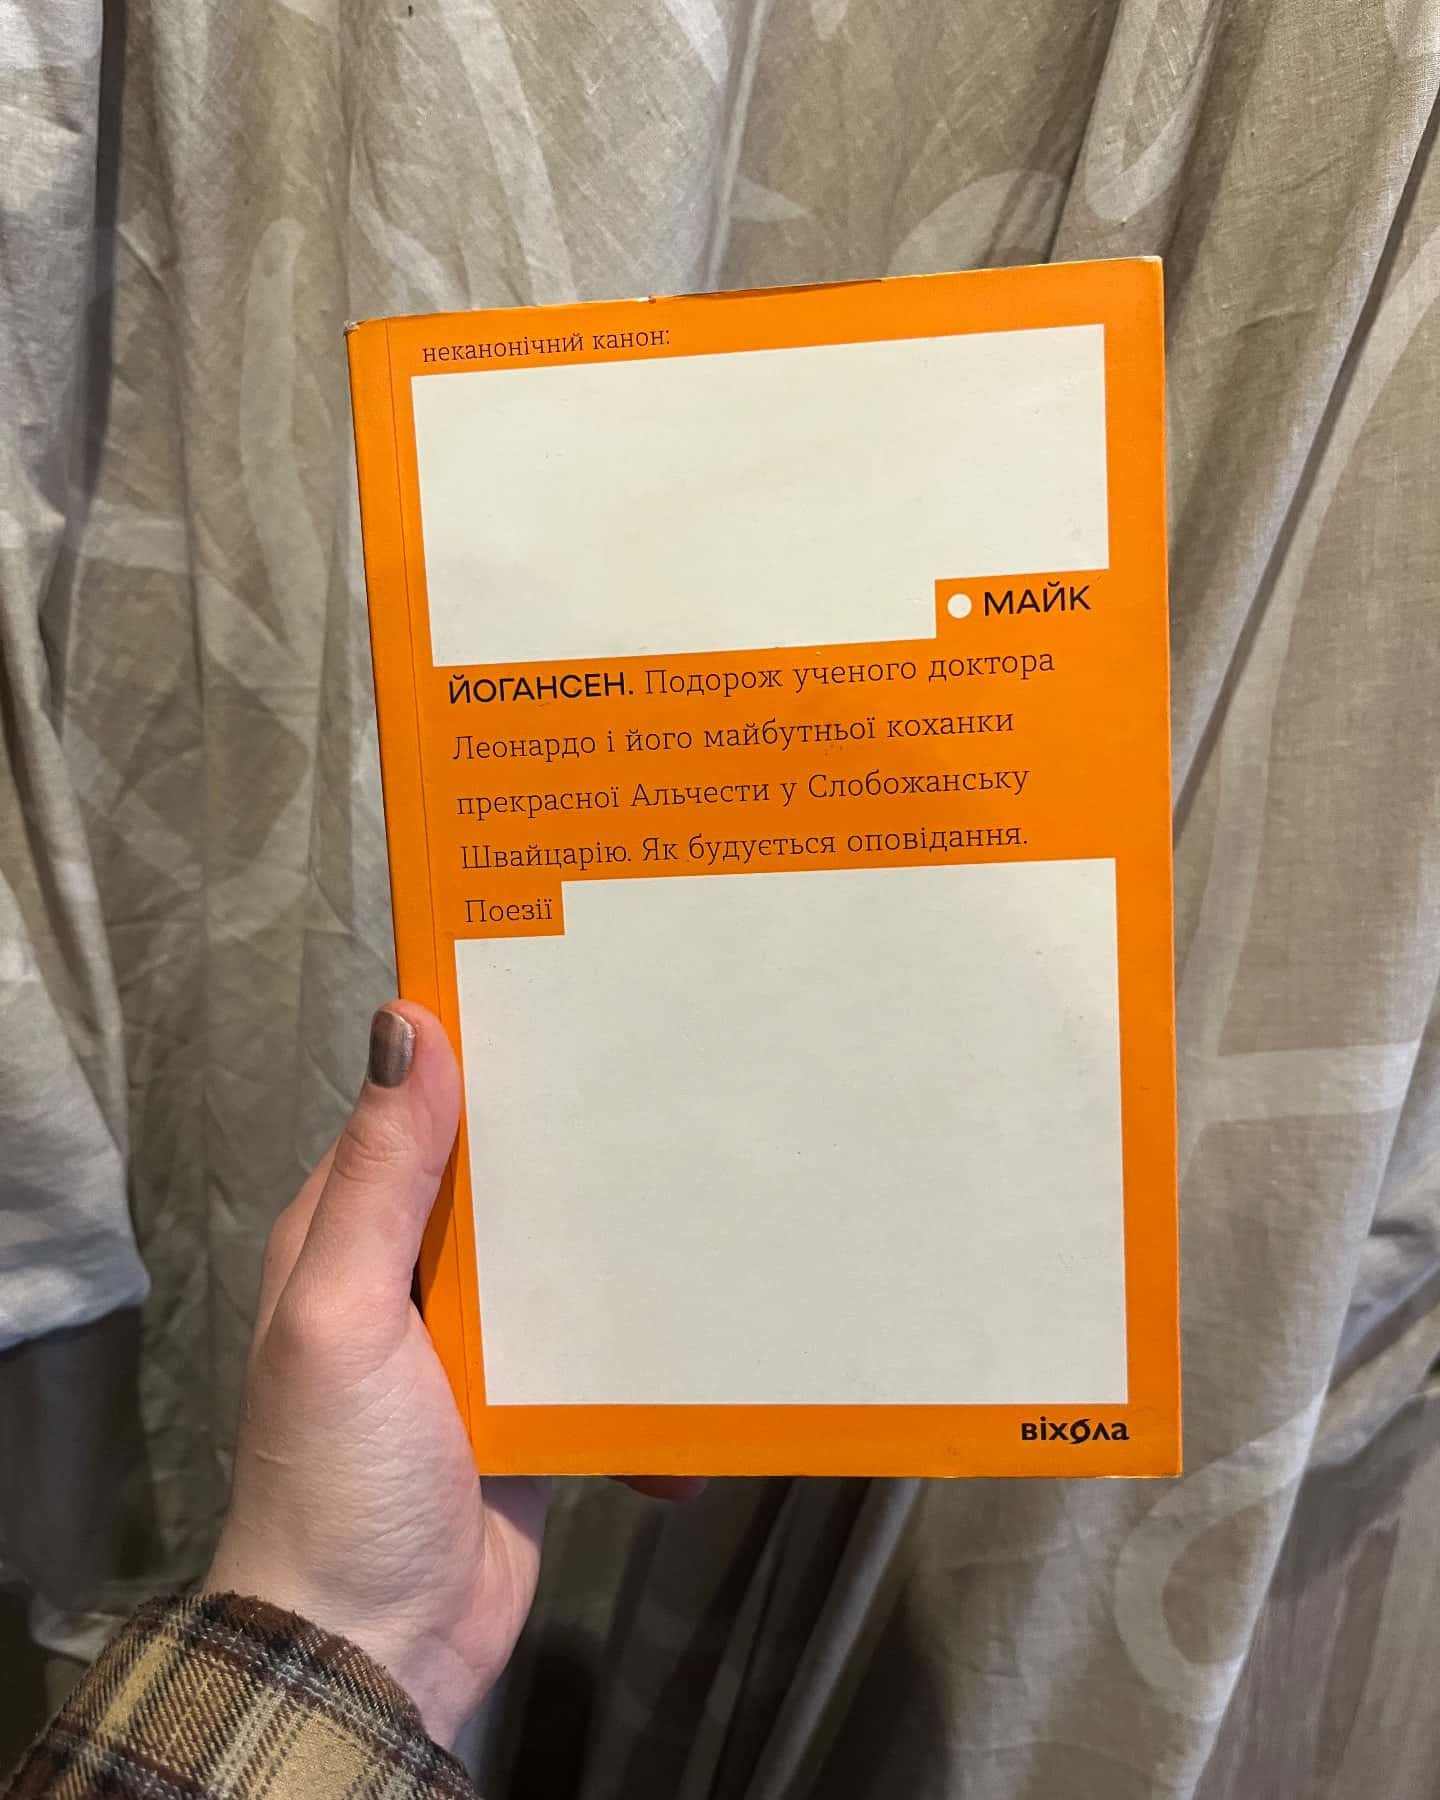 неканонічний канон:
МАЙК
ЙОГАНСЕН. Подорож ученого доктора
Леонардо і його майбутньої коханки
прекрасної Альчести у Слобожанську
Швайцарію. Як будується оповідання.
Поезії
віхола